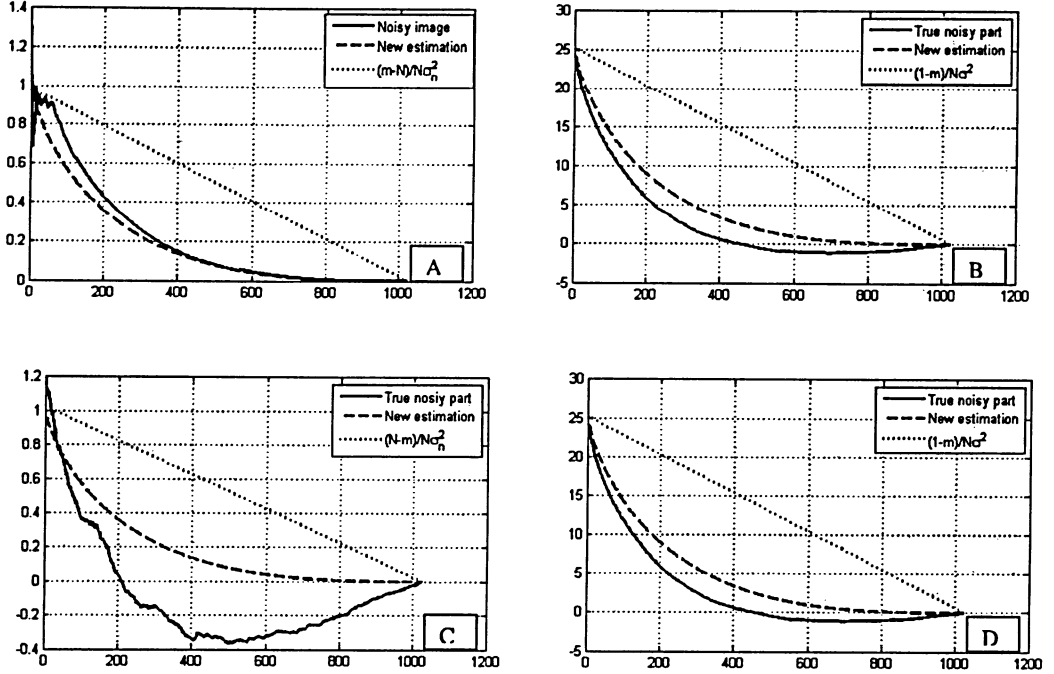 1.4
1.2
1
0.8
0.6
0.4
0.2
0
0 200 400 600 800 1000 1200
Noisy image
New estimation
(m-N)/Nσₙ²
A
30
25
20
15
10
5
0
-5
0 200 400 600 800 1000 1200
True noisy part
New estimation
(1-m)/Nσ²
B
1.2
1
0.8
0.6
0.4
0.2
0
-0.2
-0.4
0 200 400 600 800 1000 1200
True nosiy part
New estimation
(N-m)/Nσₙ²
C
30
25
20
15
10
5
0
-5
0 200 400 600 800 1000 1200
True noisy part
New estimation
(1-m)/Nσ²
D